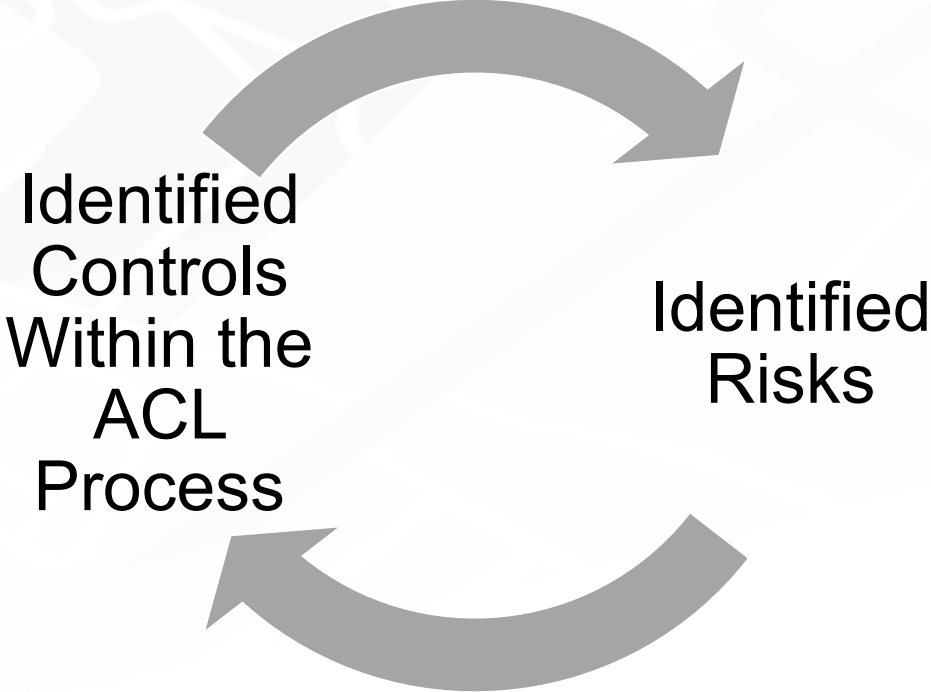 Identified
Controls
Within the
ACL
Process
Identified
Risks